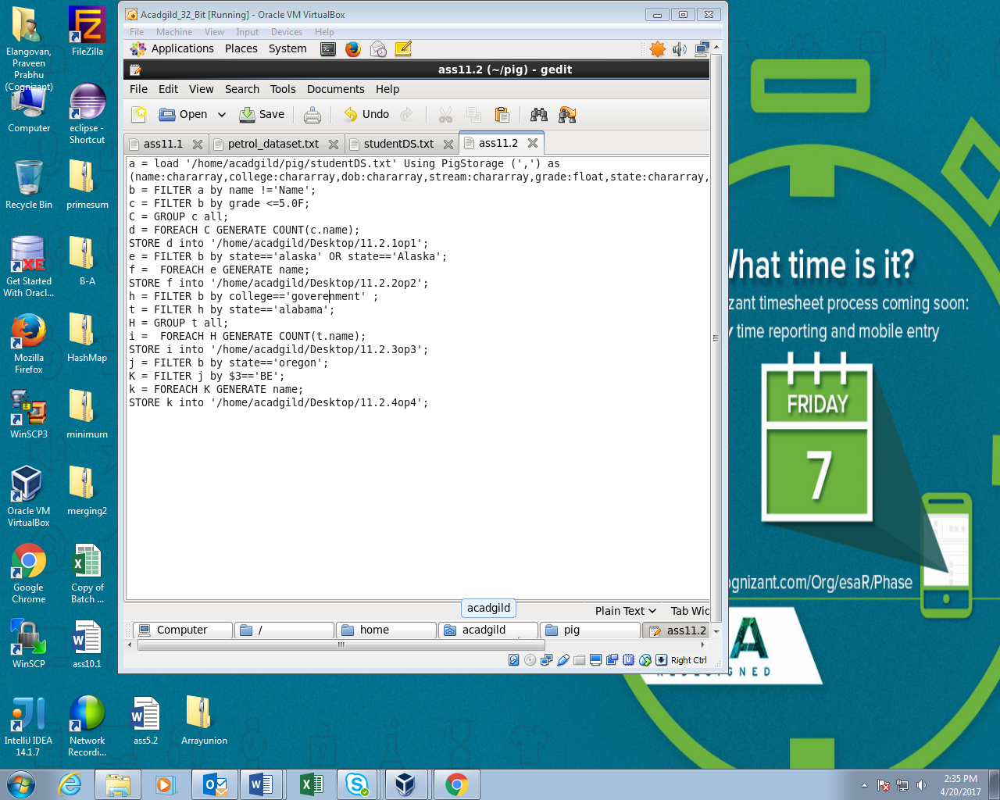 Acadgild_32_Bit [Running] - Oracle VM VirtualBox
File Machine View Input Devices Help
Applications Places System
ass11.2 (~/pig) - gedit
File Edit View Search Tools Documents Help
Open Save Undo
ass11.1 petrol_dataset.txt studentDS.txt ass11.2
a = load '/home/acadgild/pig/studentDS.txt' Using PigStorage (',') as
(name:chararray,college:chararray,dob:chararray,stream:chararray,grade:float,state:chararray,
b = FILTER a by name !='Name';
c = FILTER b by grade <=5.0F;
C = GROUP c all;
d = FOREACH C GENERATE COUNT(c.name);
STORE d into '/home/acadgild/Desktop/11.2.1op1';
e = FILTER b by state=='alaska' OR state=='Alaska';
f =  FOREACH e GENERATE name;
STORE f into '/home/acadgild/Desktop/11.2.2op2';
h = FILTER b by college=='goverenment' ;
t = FILTER h by state=='alabama';
H = GROUP t all;
i =  FOREACH H GENERATE COUNT(t.name);
STORE i into '/home/acadgild/Desktop/11.2.3op3';
j = FILTER b by state=='oregon';
K = FILTER j by $3=='BE';
k = FOREACH K GENERATE name;
STORE k into '/home/acadgild/Desktop/11.2.4op4';
acadgild
Plain Text Tab Wid
Computer / home acadgild pig ass11.2
Right Ctrl
Elangovan,
Praveen
Prabhu
(Cognizant)
FileZilla
Computer
eclipse -
Shortcut
Recycle Bin
primesum
Get Started
With Oracl...
B-A
Mozilla
Firefox
HashMap
WinSCP3
minimum
Oracle VM
VirtualBox
merging2
Google
Chrome
Copy of
Batch ...
WinSCP
ass10.1
IntelliJ IDEA
14.1.7
Network
Recordi...
ass5.2
Arrayunion
What time is it?
zant timesheet process coming soon:
time reporting and mobile entry
FRIDAY
7
ognizant.com/Org/esaR/Phase
A
REDESIGNED
2:35 PM
4/20/2017